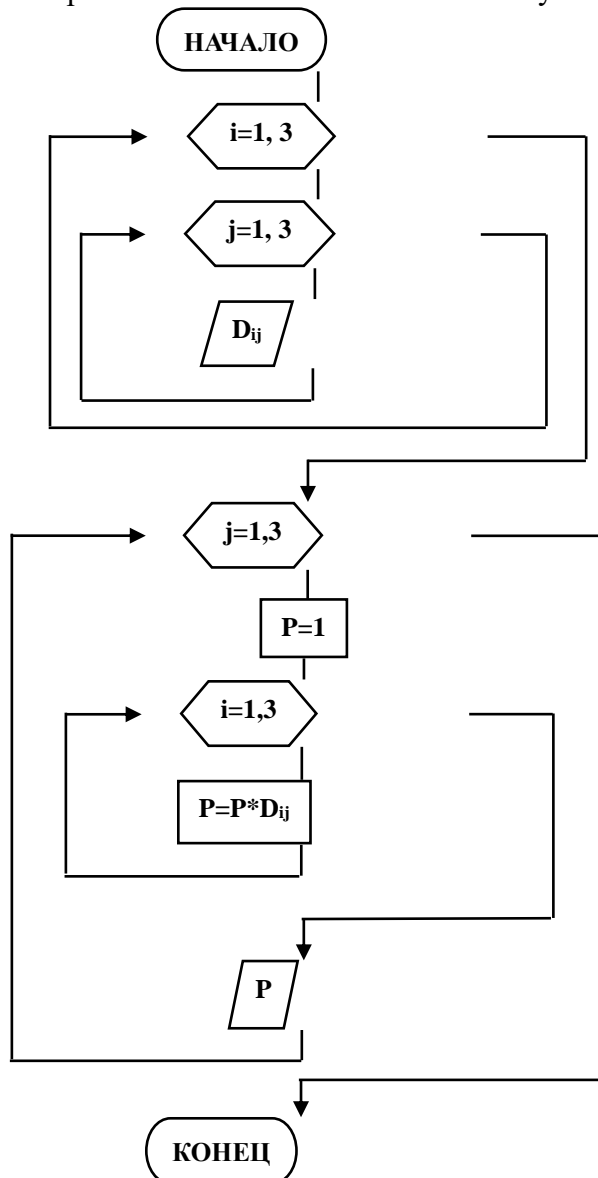 НАЧАЛО
i=1, 3
j=1, 3
Dij
j=1,3
P=1
i=1,3
P=P*Dij
P
КОНЕЦ